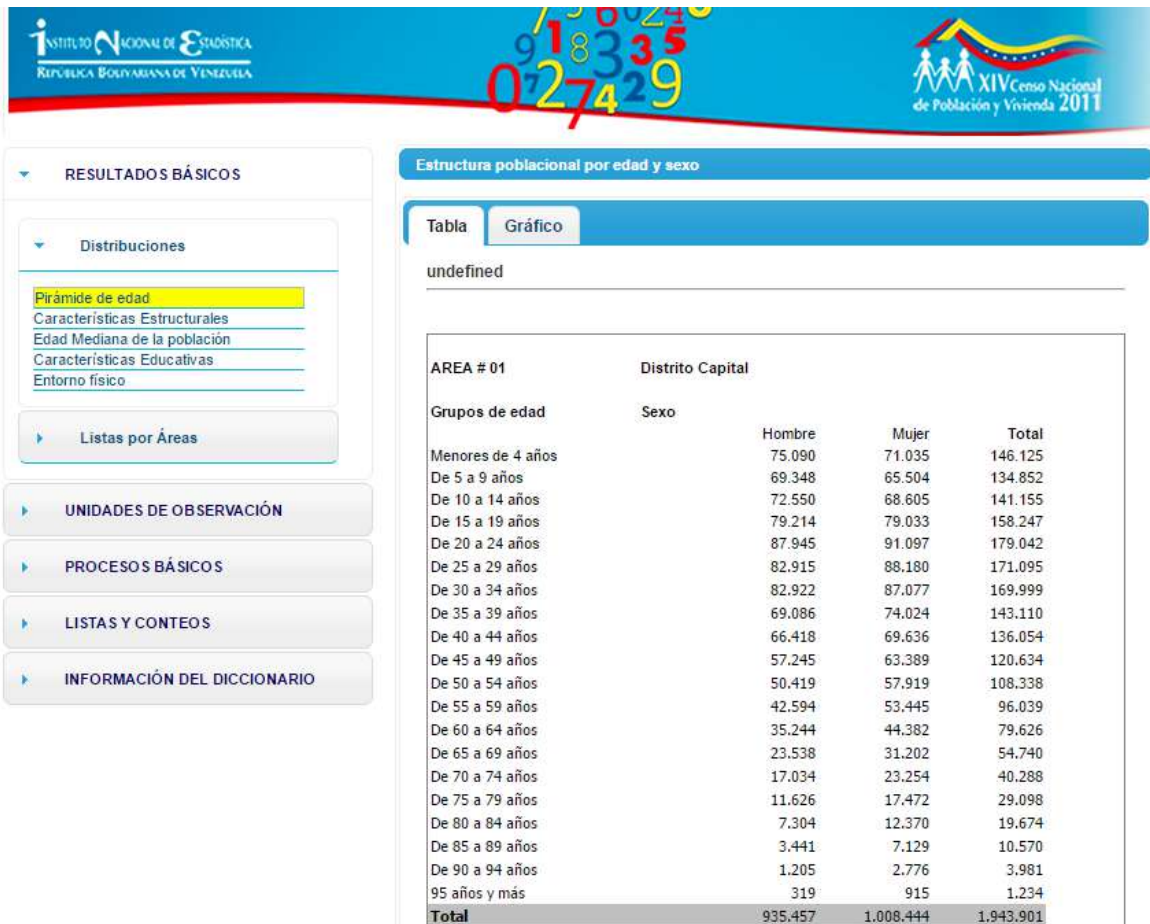 INSTITUTO NACIONAL DE ESTADÍSTICA
REPÚBLICA BOLIVARIANA DE VENEZUELA
XIV Censo Nacional
de Población y Vivienda 2011
RESULTADOS BÁSICOS
Distribuciones
Pirámide de edad
Características Estructurales
Edad Mediana de la población
Características Educativas
Entorno físico
Listas por Áreas
UNIDADES DE OBSERVACIÓN
PROCESOS BÁSICOS
LISTAS Y CONTEOS
INFORMACIÓN DEL DICCIONARIO
Estructura poblacional por edad y sexo
Tabla Gráfico
undefined
AREA # 01 Distrito Capital
Grupos de edad Sexo
Hombre Mujer Total
Menores de 4 años 75.090 71.035 146.125
De 5 a 9 años 69.348 65.504 134.852
De 10 a 14 años 72.550 68.605 141.155
De 15 a 19 años 79.214 79.033 158.247
De 20 a 24 años 87.945 91.097 179.042
De 25 a 29 años 82.915 88.180 171.095
De 30 a 34 años 82.922 87.077 169.999
De 35 a 39 años 69.086 74.024 143.110
De 40 a 44 años 66.418 69.636 136.054
De 45 a 49 años 57.245 63.389 120.634
De 50 a 54 años 50.419 57.919 108.338
De 55 a 59 años 42.594 53.445 96.039
De 60 a 64 años 35.244 44.382 79.626
De 65 a 69 años 23.538 31.202 54.740
De 70 a 74 años 17.034 23.254 40.288
De 75 a 79 años 11.626 17.472 29.098
De 80 a 84 años 7.304 12.370 19.674
De 85 a 89 años 3.441 7.129 10.570
De 90 a 94 años 1.205 2.776 3.981
95 años y más 319 915 1.234
Total 935.457 1.008.444 1.943.901